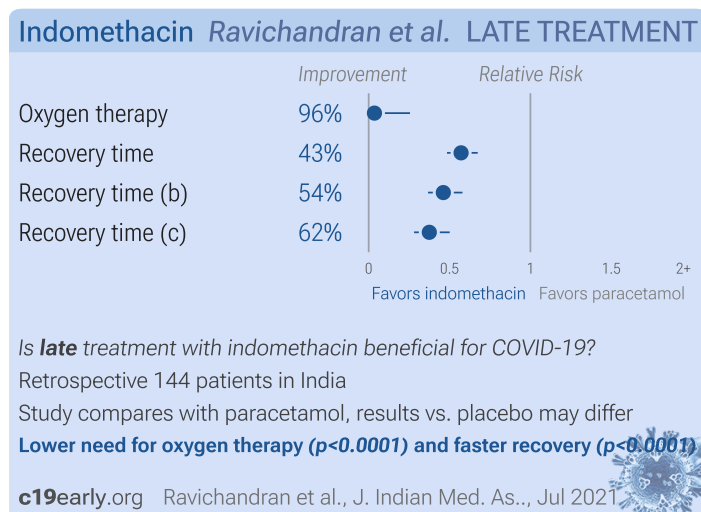 Indomethacin Ravichandran et al. LATE TREATMENT
Improvement Relative Risk
Oxygen therapy 96%
Recovery time 43%
Recovery time (b) 54%
Recovery time (c) 62%
0 0.5 1 1.5 2+
Favors indomethacin Favors paracetamol
Is late treatment with indomethacin beneficial for COVID-19?
Retrospective 144 patients in India
Study compares with paracetamol, results vs. placebo may differ
Lower need for oxygen therapy (p<0.0001) and faster recovery (p<0.0001)
c19early.org Ravichandran et al., J. Indian Med. As.., Jul 2021